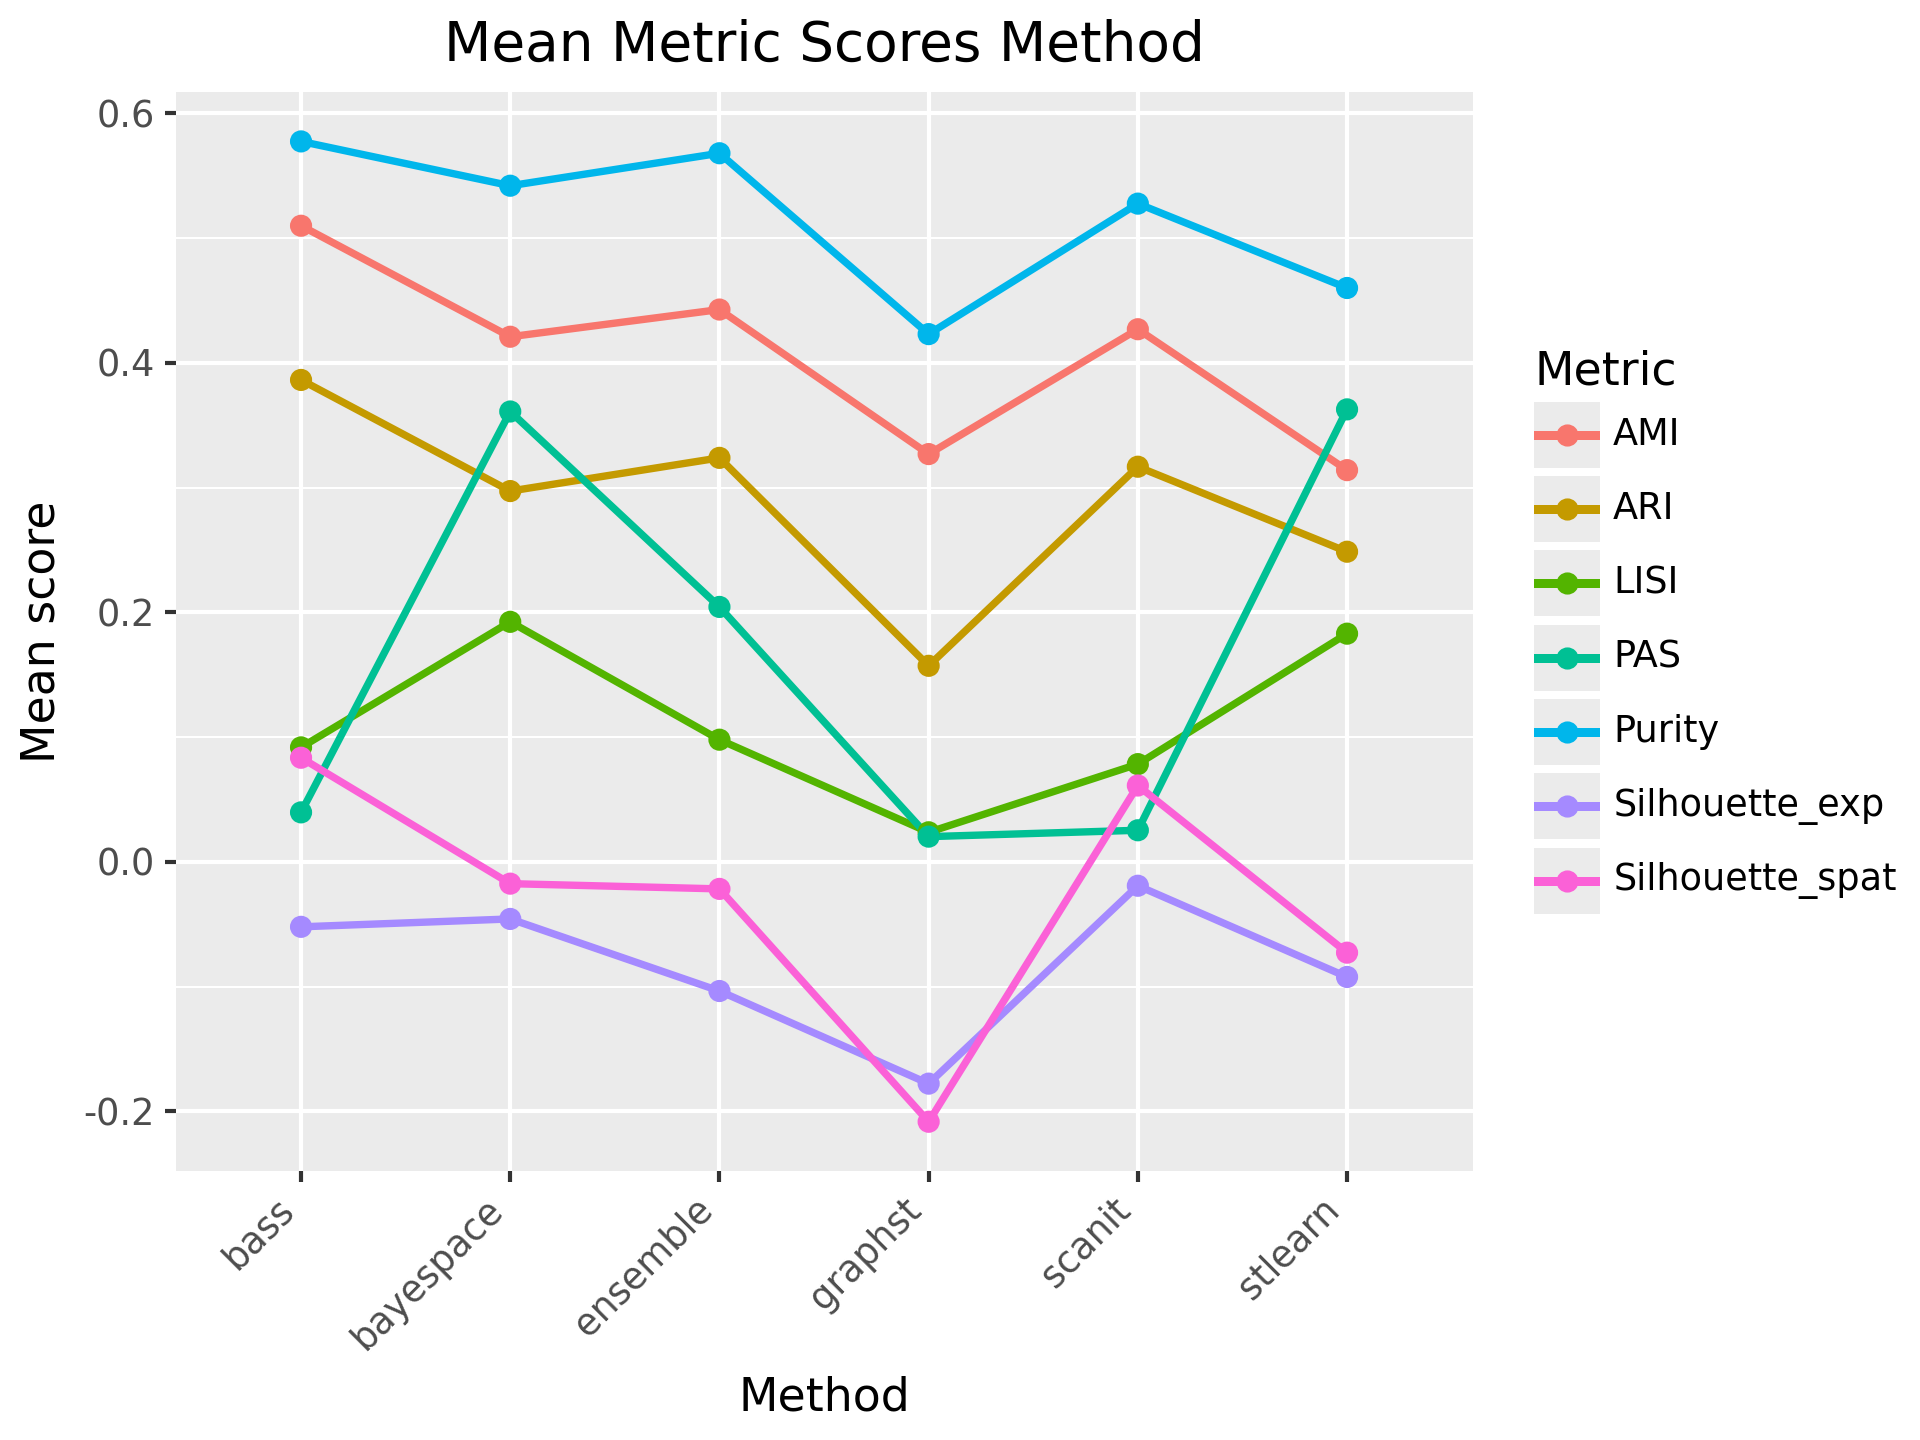 Mean Metric Scores Method
0.6
0.4
0.2
0.0
-0.2
Mean score
bass
bayespace
ensemble
graphst
scanit
stlearn
Method
Metric
AMI
ARI
LISI
PAS
Purity
Silhouette_exp
Silhouette_spat